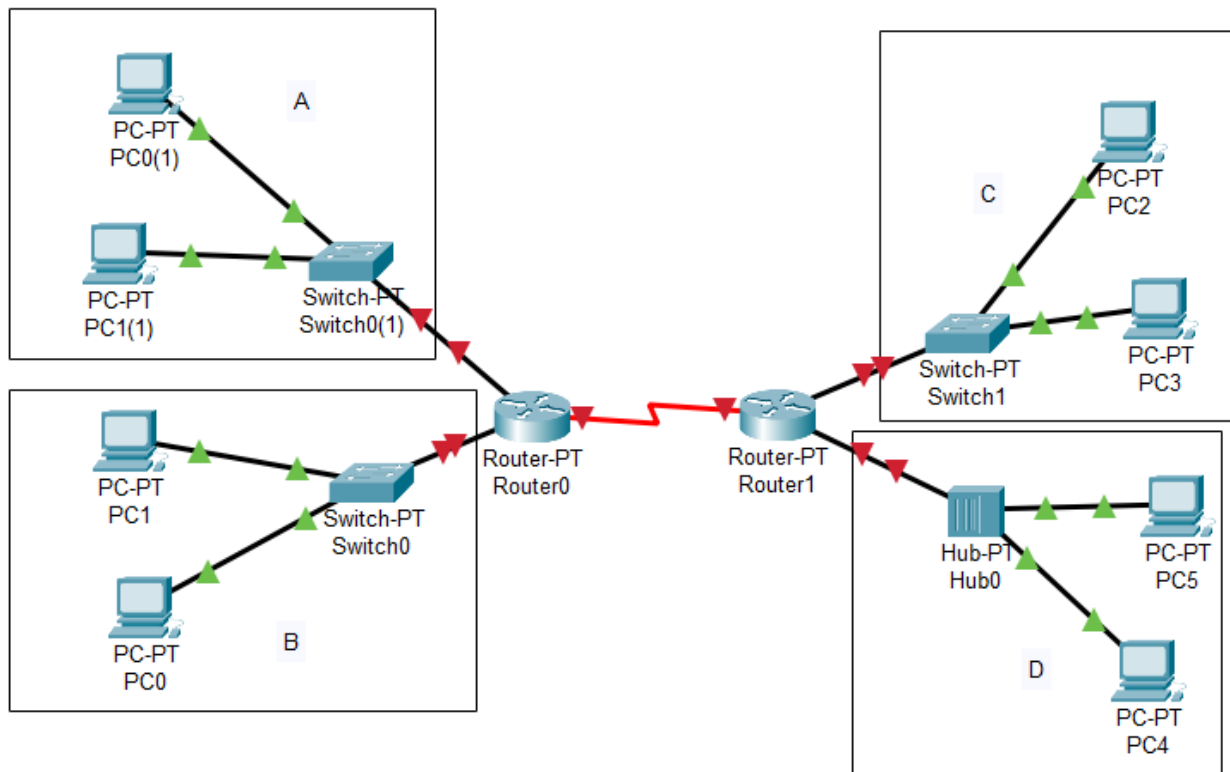 A
PC-PT
PC0(1)
PC-PT
PC1(1)
Switch-PT
Switch0(1)
PC-PT
PC1
Switch-PT
Switch0
PC-PT
PC0
B
Router-PT
Router0
Router-PT
Router1
C
PC-PT
PC2
PC-PT
PC3
Switch-PT
Switch1
Hub-PT
Hub0
PC-PT
PC5
D
PC-PT
PC4